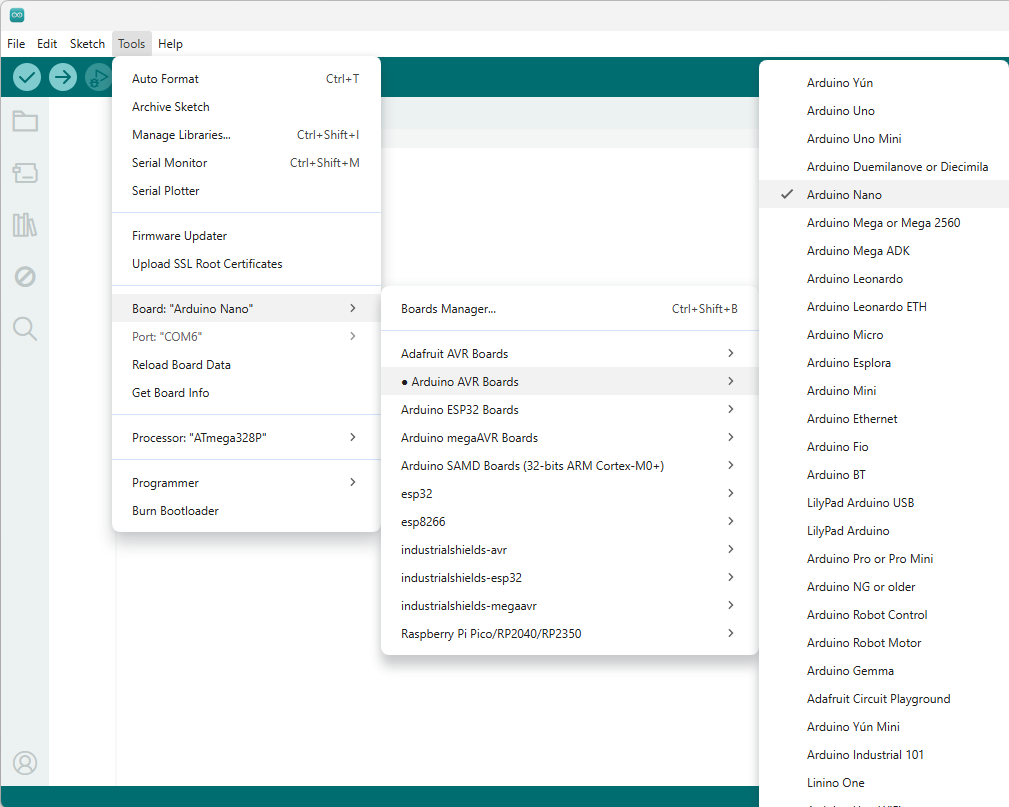 File Edit Sketch Tools Help
Auto Format Ctrl+T
Archive Sketch
Manage Libraries... Ctrl+Shift+I
Serial Monitor Ctrl+Shift+M
Serial Plotter
Firmware Updater
Upload SSL Root Certificates
Board: "Arduino Nano"
Port: "COM6"
Reload Board Data
Get Board Info
Processor: "ATmega328P"
Programmer
Burn Bootloader
Boards Manager... Ctrl+Shift+B
Adafruit AVR Boards
● Arduino AVR Boards
Arduino ESP32 Boards
Arduino megaAVR Boards
Arduino SAMD Boards (32-bits ARM Cortex-M0+)
esp32
esp8266
industrialshields-avr
industrialshields-esp32
industrialshields-megaavr
Raspberry Pi Pico/RP2040/RP2350
Arduino Yún
Arduino Uno
Arduino Uno Mini
Arduino Duemilanove or Diecimila
Arduino Nano
Arduino Mega or Mega 2560
Arduino Mega ADK
Arduino Leonardo
Arduino Leonardo ETH
Arduino Micro
Arduino Esplora
Arduino Mini
Arduino Ethernet
Arduino Fio
Arduino BT
LilyPad Arduino USB
LilyPad Arduino
Arduino Pro or Pro Mini
Arduino NG or older
Arduino Robot Control
Arduino Robot Motor
Arduino Gemma
Adafruit Circuit Playground
Arduino Yún Mini
Arduino Industrial 101
Linino One